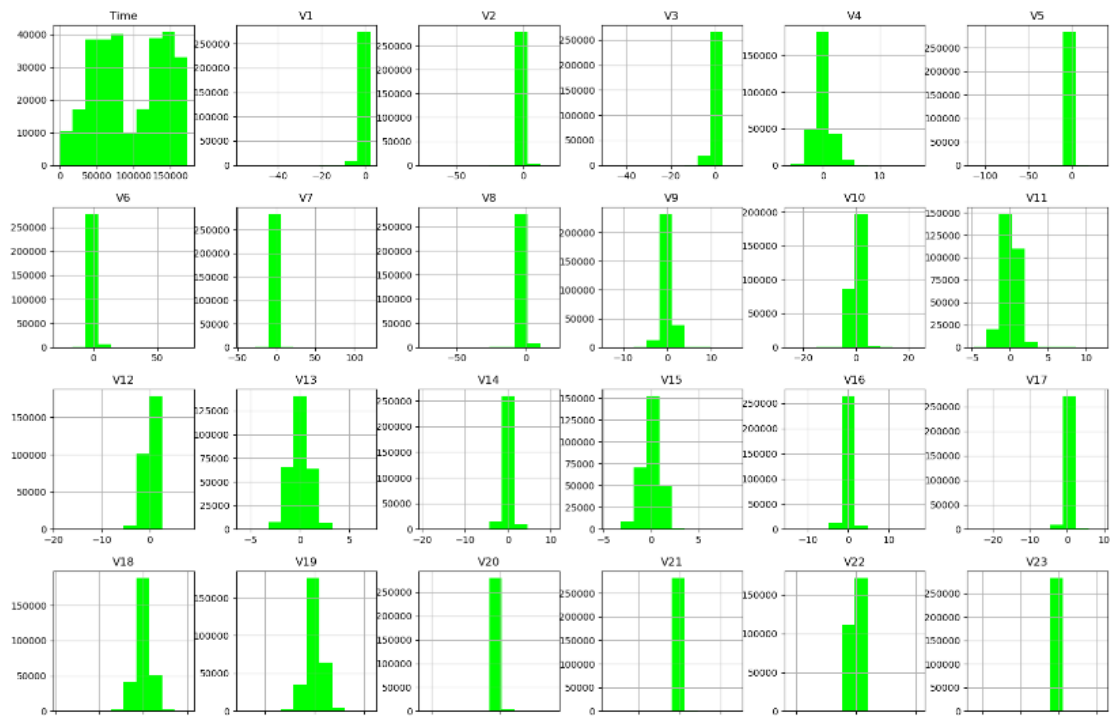 Time V1 V2 V3 V4 V5
40000 250000 250000 250000 150000 250000
30000 200000 200000 200000 200000
20000 150000 150000 150000 100000 150000
10000 100000 100000 100000 50000 100000
50000 50000 50000 50000
0 0 0 0 0 0
0 50000 100000 150000 −40 −20 0 −50 0 −40 −20 0 0 10 −100 −50 0
V6 V7 V8 V9 V10 V11
250000 250000 250000 200000 200000 150000
200000 200000 200000 150000 150000 125000
150000 150000 150000 100000 100000 100000
100000 100000 100000 50000 50000 75000
50000 50000 50000 50000
25000
0 0 0 0 0 0
0 50 −50 0 50 100 −50 0 −10 0 10 −20 0 20 −5 0 5 10
V12 V13 V14 V15 V16 V17
150000 125000 250000 150000 250000 250000
100000 100000 200000 125000 200000 200000
50000 75000 150000 100000 150000 150000
50000 100000 75000 100000 100000
25000 50000 50000 50000 50000
25000
0 0 0 0 0 0
−20 −10 0 −5 0 5 −20 −10 0 10 −5 0 5 −10 0 10 −20 −10 0 10
V18 V19 V20 V21 V22 V23
150000 150000 250000 250000 150000 250000
100000 100000 200000 200000 100000 200000
50000 50000 150000 150000 50000 150000
100000 100000 100000
50000 50000 50000
0 0 0 0 0 0